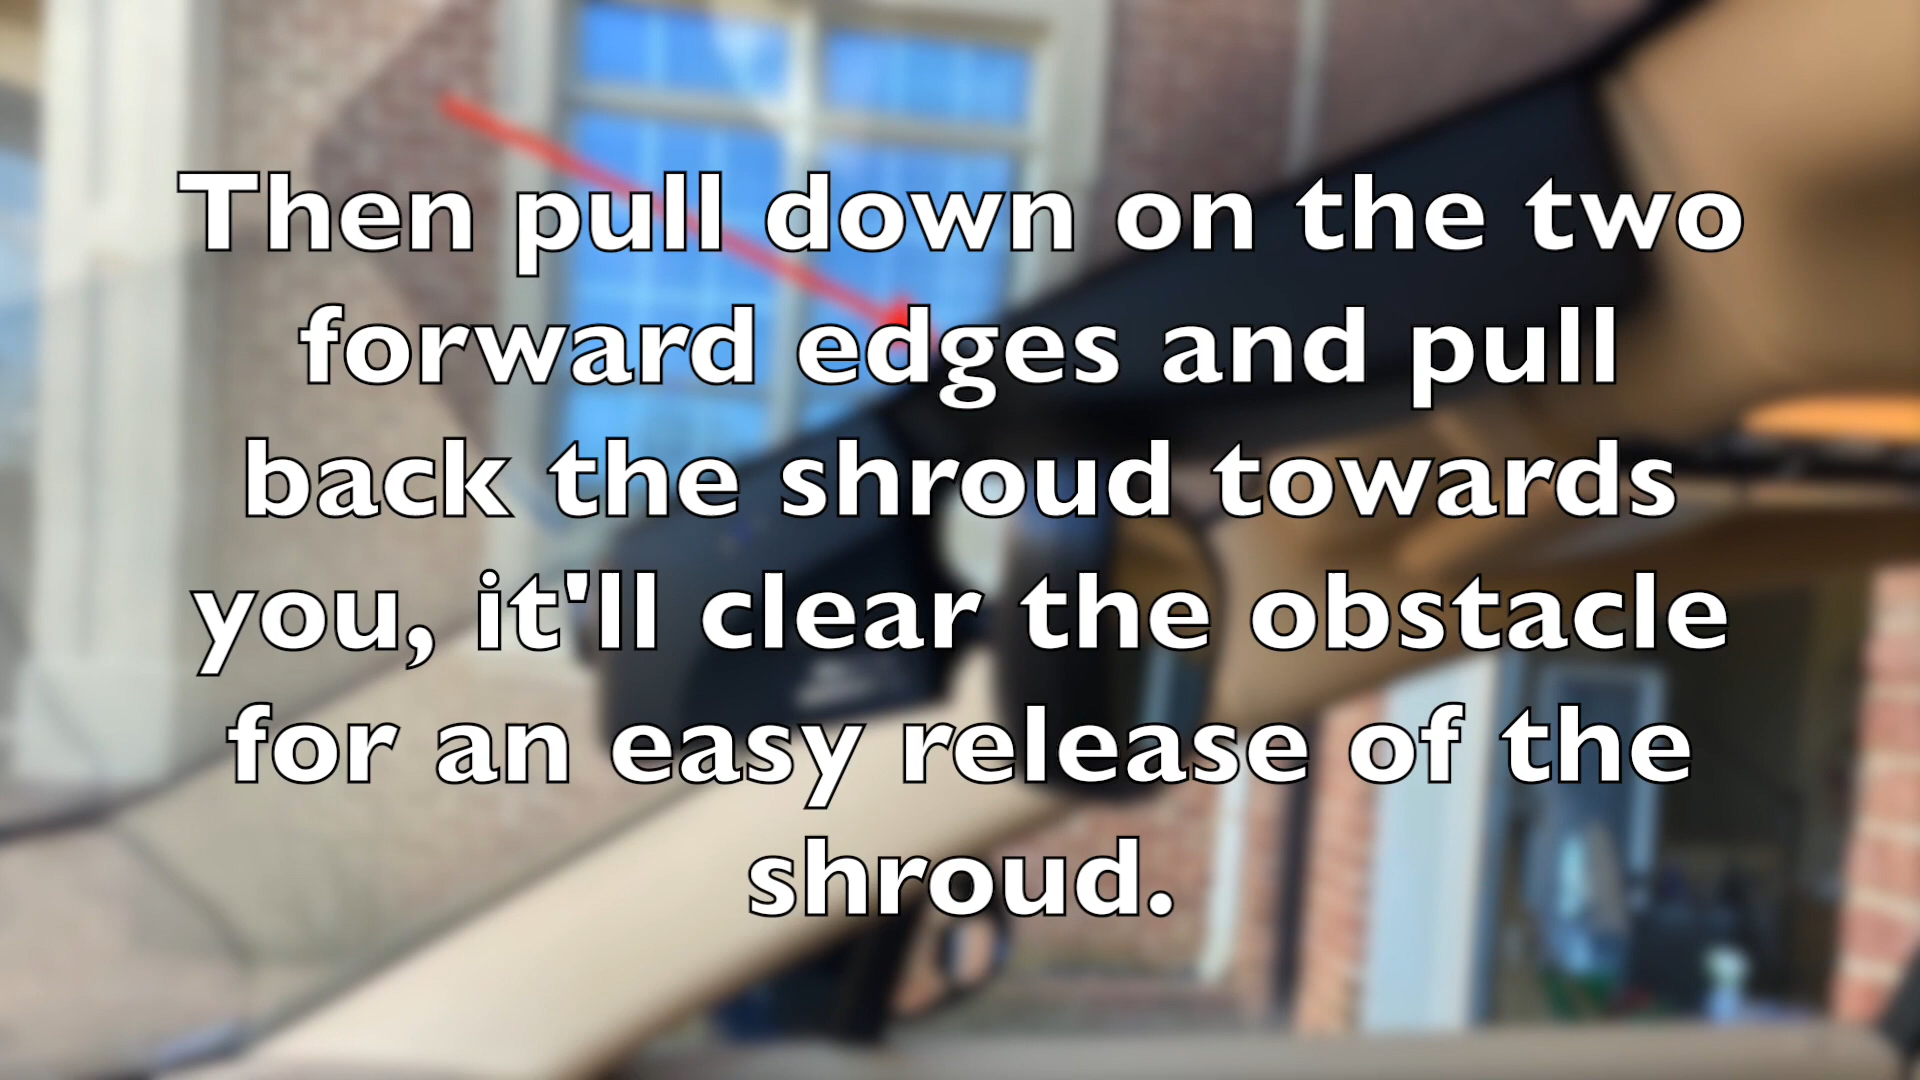 Then pull down on the two
forward edges and pull
back the shroud towards
you, it'll clear the obstacle
for an easy release of the
shroud.